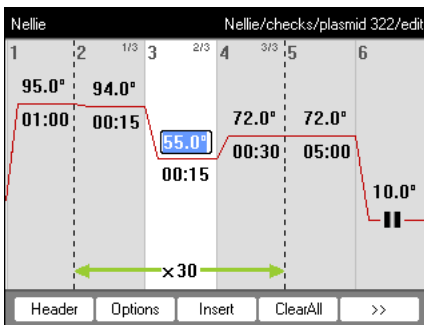 Nellie Nellie/checks/plasmid 322/edit
1 2 1/3 3 2/3 4 3/3 5 6
95.0° 94.0°
01:00 00:15 72.0° 72.0°
55.0° 00:30 05:00
00:15
10.0°
×30
Header Options Insert ClearAll >>